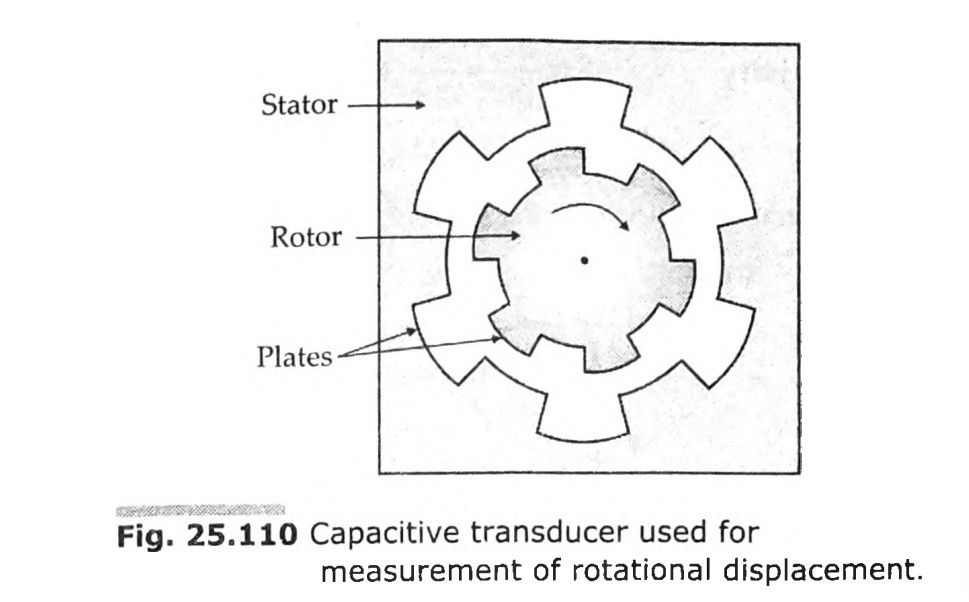 Stator
Rotor
Plates
Fig. 25.110 Capacitive transducer used for
measurement of rotational displacement.